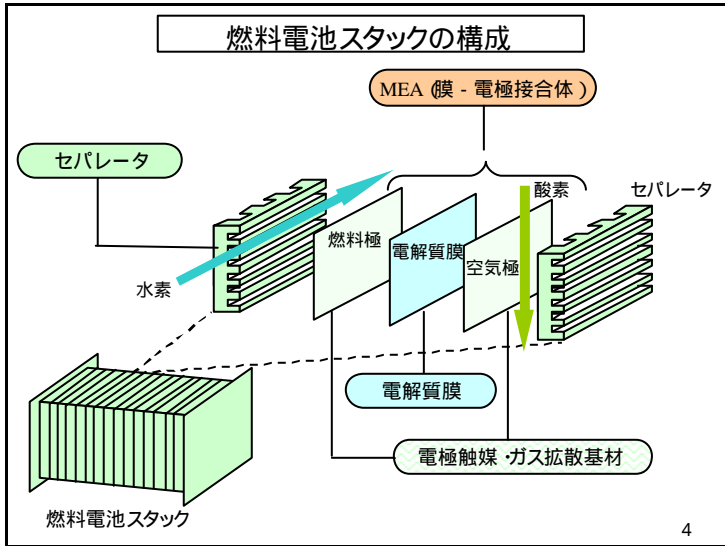 燃料電池スタックの構成
MEA (膜 - 電極接合体 )
セパレータ
酸素
セパレータ
燃料極
電解質膜
空気極
水素
電解質膜
電極触媒 ・ガス拡散基材
燃料電池スタック
4